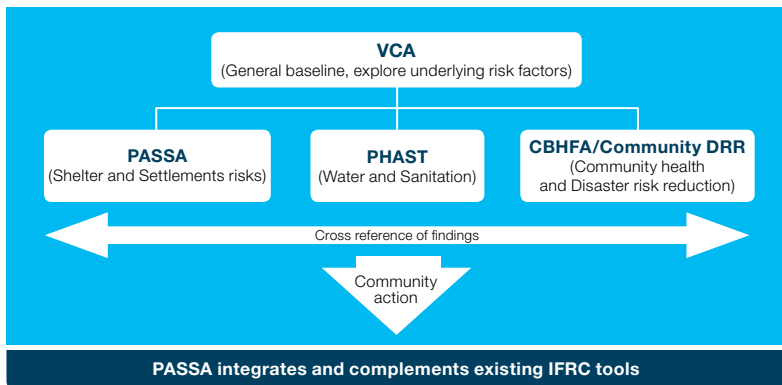 VCA
(General baseline, explore underlying risk factors)
PASSA
(Shelter and Settlements risks)
PHAST
(Water and Sanitation)
CBHFA/Community DRR
(Community health
and Disaster risk reduction)
Cross reference of findings
Community
action
PASSA integrates and complements existing IFRC tools